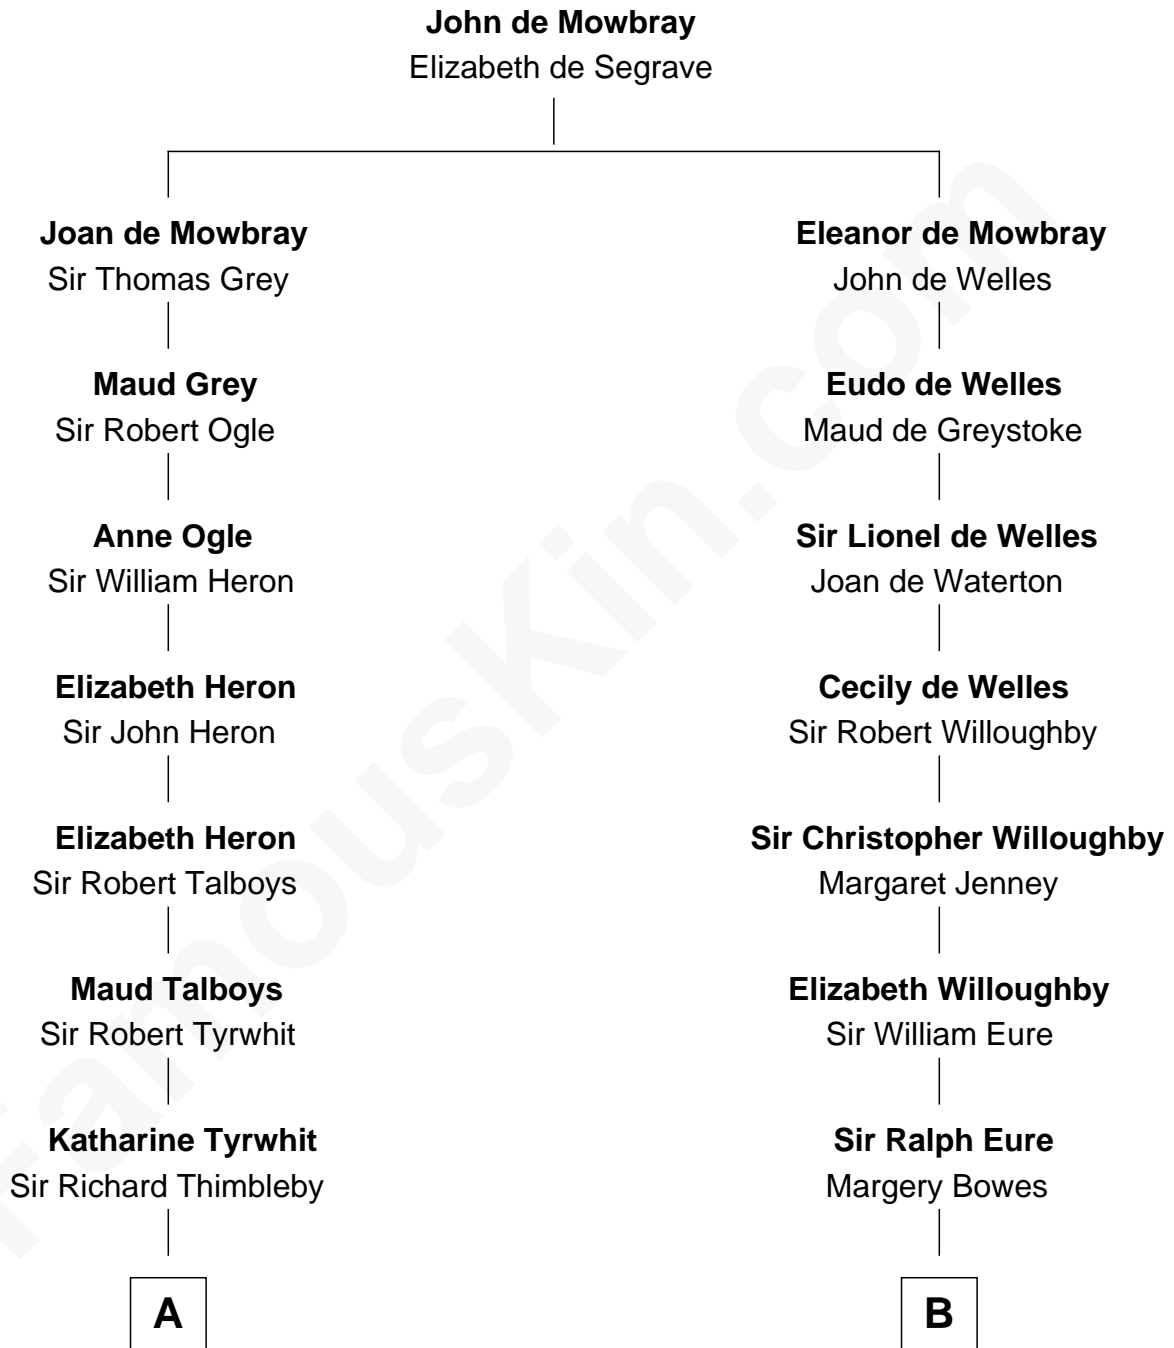 John de Mowbray
Elizabeth de Segrave
Joan de Mowbray
Sir Thomas Grey
Maud Grey
Sir Robert Ogle
Anne Ogle
Sir William Heron
Elizabeth Heron
Sir John Heron
Elizabeth Heron
Sir Robert Talboys
Maud Talboys
Sir Robert Tyrwhit
Katharine Tyrwhit
Sir Richard Thimbleby
A
Eleanor de Mowbray
John de Welles
Eudo de Welles
Maud de Greystoke
Sir Lionel de Welles
Joan de Waterton
Cecily de Welles
Sir Robert Willoughby
Sir Christopher Willoughby
Margaret Jenney
Elizabeth Willoughby
Sir William Eure
Sir Ralph Eure
Margery Bowes
B
FamousKin.com